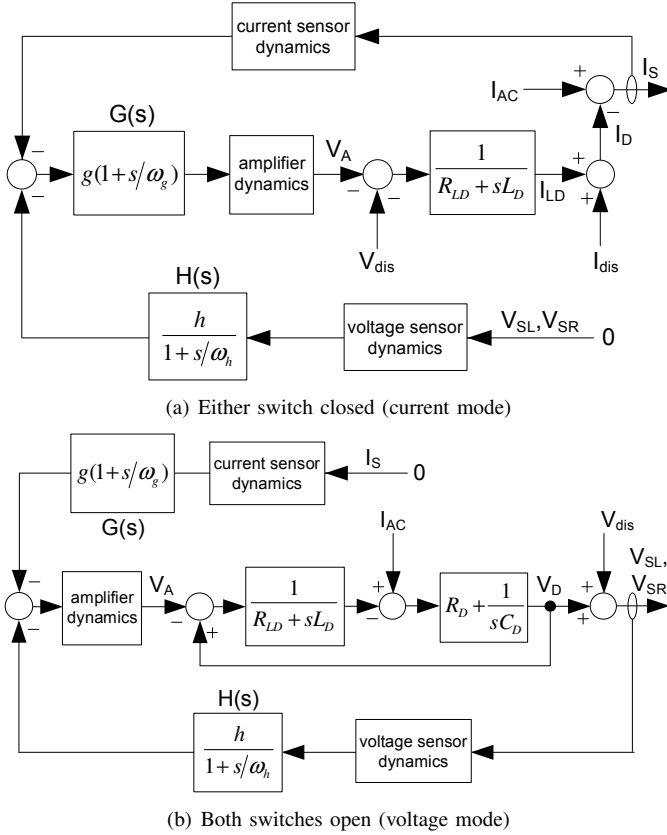 current sensor
dynamics
I_S
I_AC
G(s)
I_D
g(1+s/ω_g)
amplifier
dynamics
V_A
1
R_LD + sL_D
I_LD
V_dis
I_dis
H(s)
h
1+s/ω_h
voltage sensor
dynamics
V_SL,V_SR
0
(a) Either switch closed (current mode)
g(1+s/ω_g)
current sensor
dynamics
I_S
0
G(s)
I_AC
V_dis
V_SL,
V_SR
amplifier
dynamics
V_A
1
R_LD + sL_D
R_D + 1
sC_D
V_D
H(s)
h
1+s/ω_h
voltage sensor
dynamics
(b) Both switches open (voltage mode)